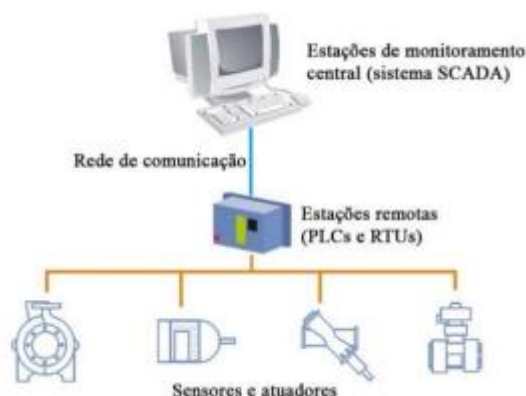 Estações de monitoramento
central (sistema SCADA)
Rede de comunicação
Estações remotas
(PLCs e RTUs)
Sensores e atuadores